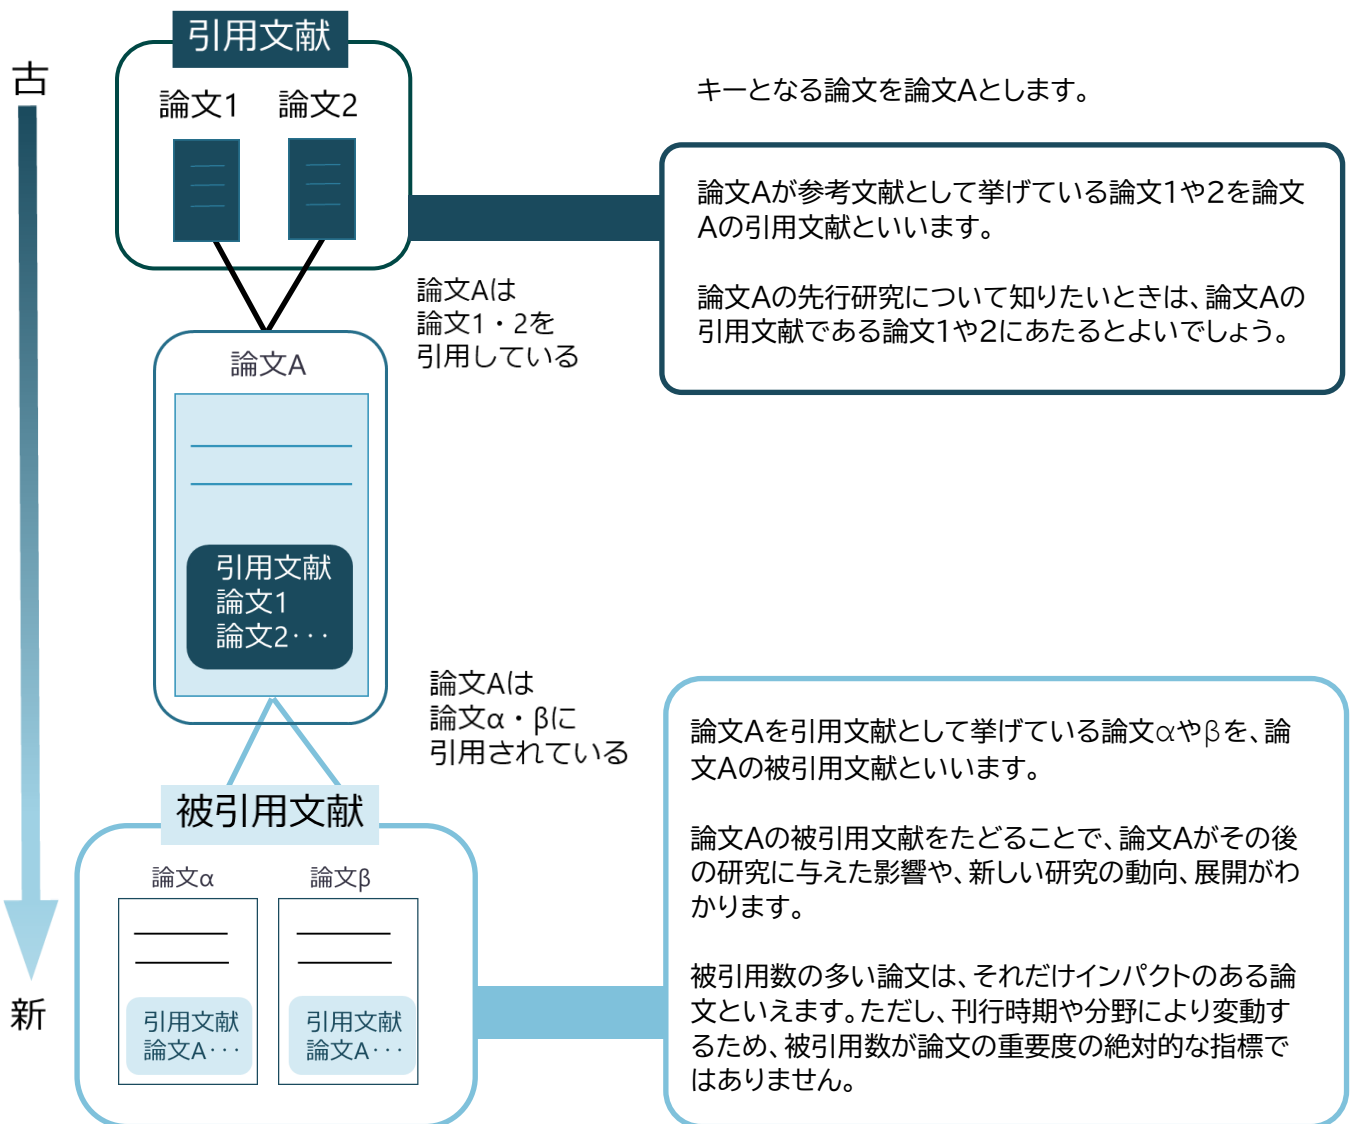 引用文献
古
論文1
論文2
キーとなる論文を論文Aとします。
論文Aが参考文献として挙げている論文1や2を論文
Aの引用文献といいます。
論文Aの先行研究について知りたいときは、論文Aの
引用文献である論文1や2にあたるとよいでしょう。
論文Aは
論文1・2を
引用している
論文A
引用文献
論文1
論文2・・・
論文Aは
論文α・βに
引用されている
被引用文献
論文α
論文β
引用文献
論文A・・・
引用文献
論文A・・・
新
論文Aを引用文献として挙げている論文αやβを、論
文Aの被引用文献といいます。
論文Aの被引用文献をたどることで、論文Aがその後
の研究に与えた影響や、新しい研究の動向、展開がわ
かります。
被引用数の多い論文は、それだけインパクトのある論
文といえます。ただし、刊行時期や分野により変動す
るため、被引用数が論文の重要度の絶対的な指標で
はありません。